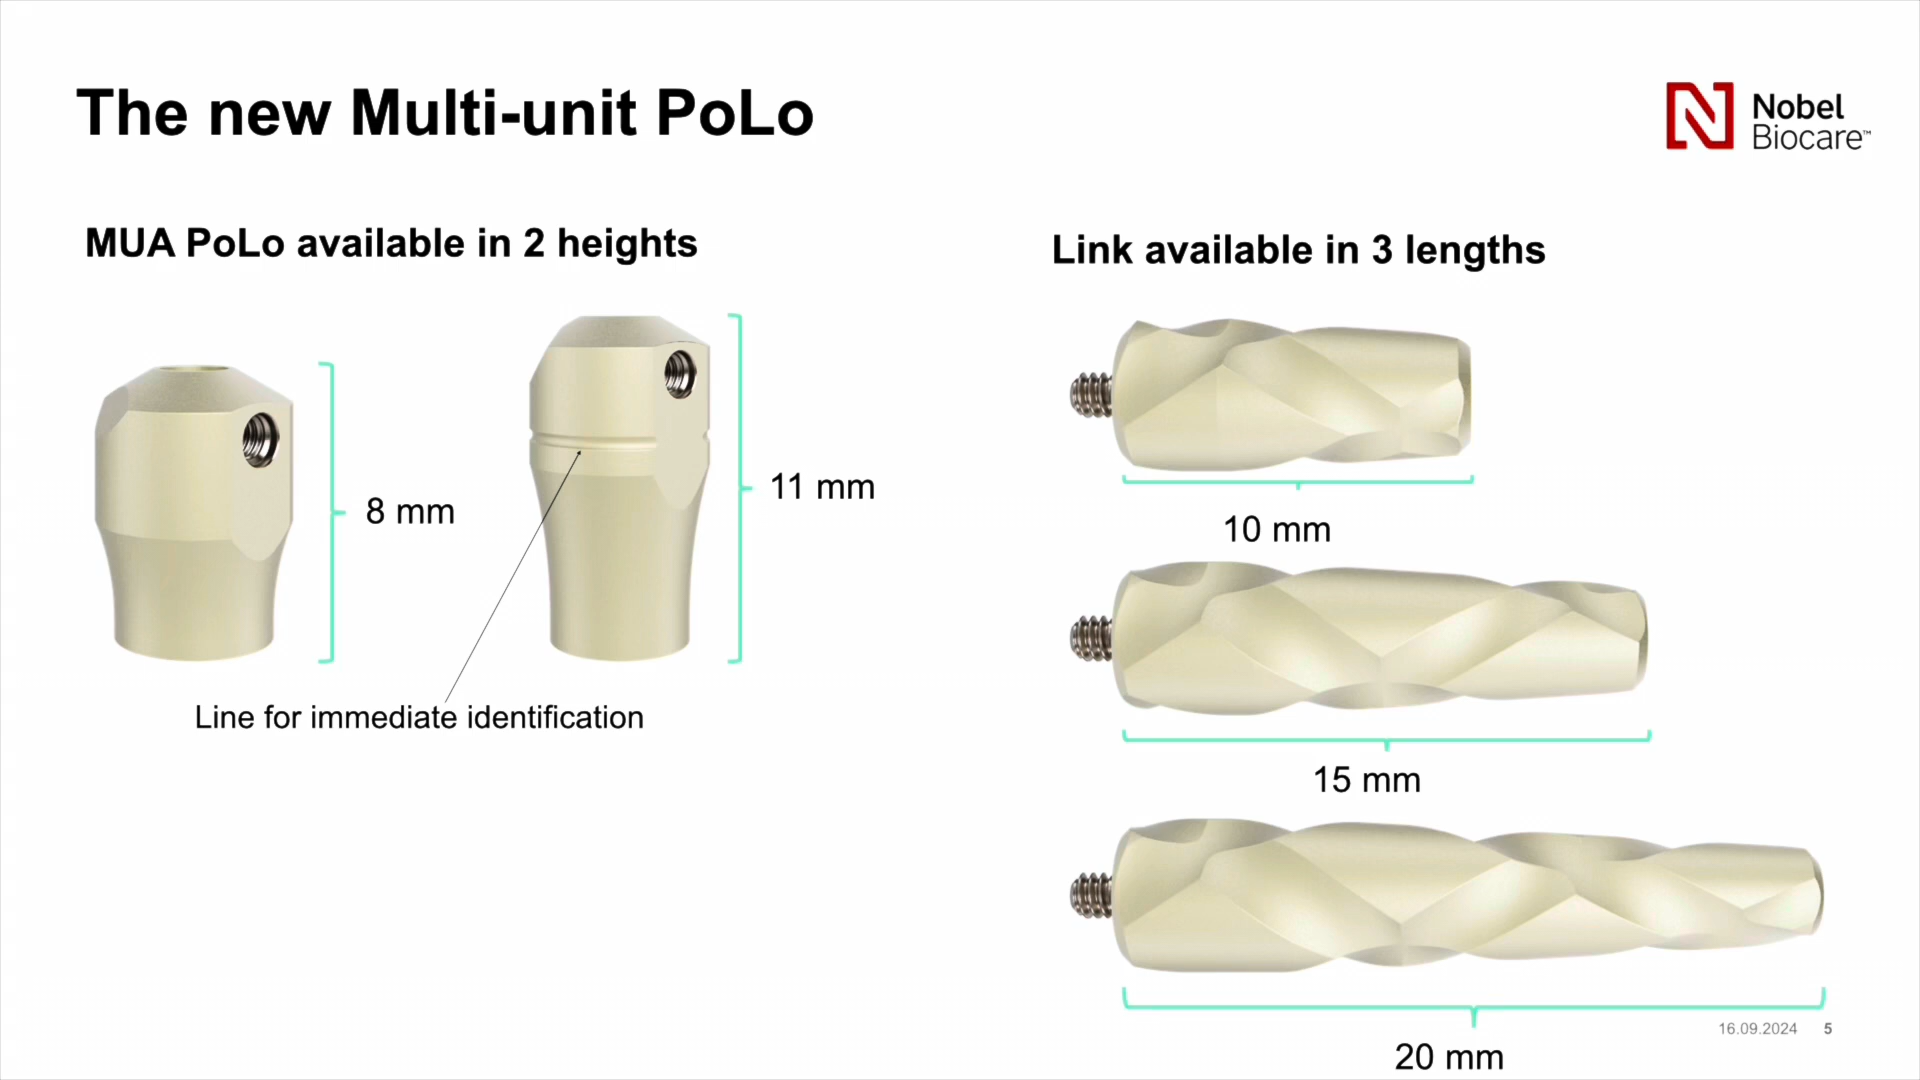 The new Multi-unit PoLo
Nobel
Biocare™
MUA PoLo available in 2 heights
8 mm
11 mm
Line for immediate identification
Link available in 3 lengths
10 mm
15 mm
20 mm
16.09.2024 5